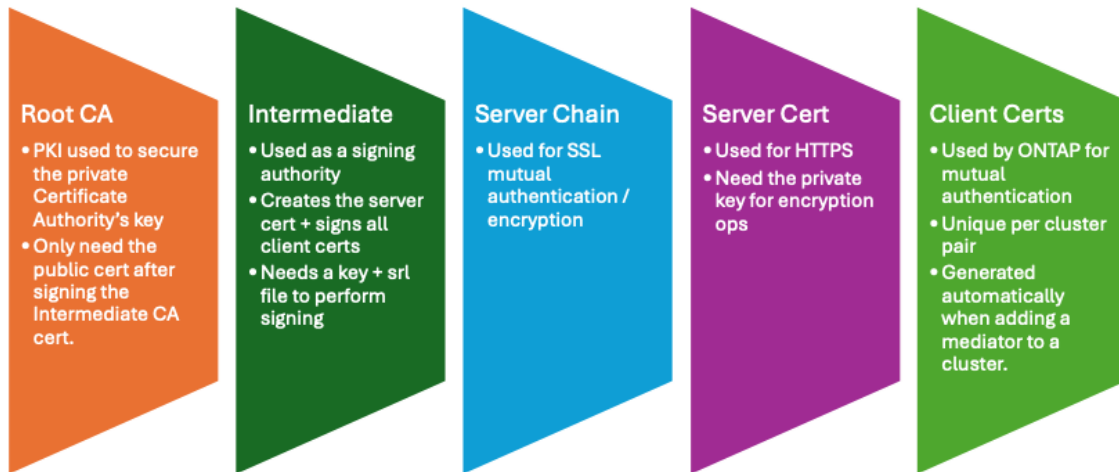 Root CA
• PKI used to secure
the private
Certificate
Authority's key
• Only need the
public cert after
signing the
Intermediate CA
cert.
Intermediate
• Used as a signing
authority
• Creates the server
cert + signs all
client certs
• Needs a key + srl
file to perform
signing
Server Chain
• Used for SSL
mutual
authentication /
encryption
Server Cert
• Used for HTTPS
• Need the private
key for encryption
ops
Client Certs
• Used by ONTAP for
mutual
authentication
• Unique per cluster
pair
• Generated
automatically
when adding a
mediator to a
cluster.